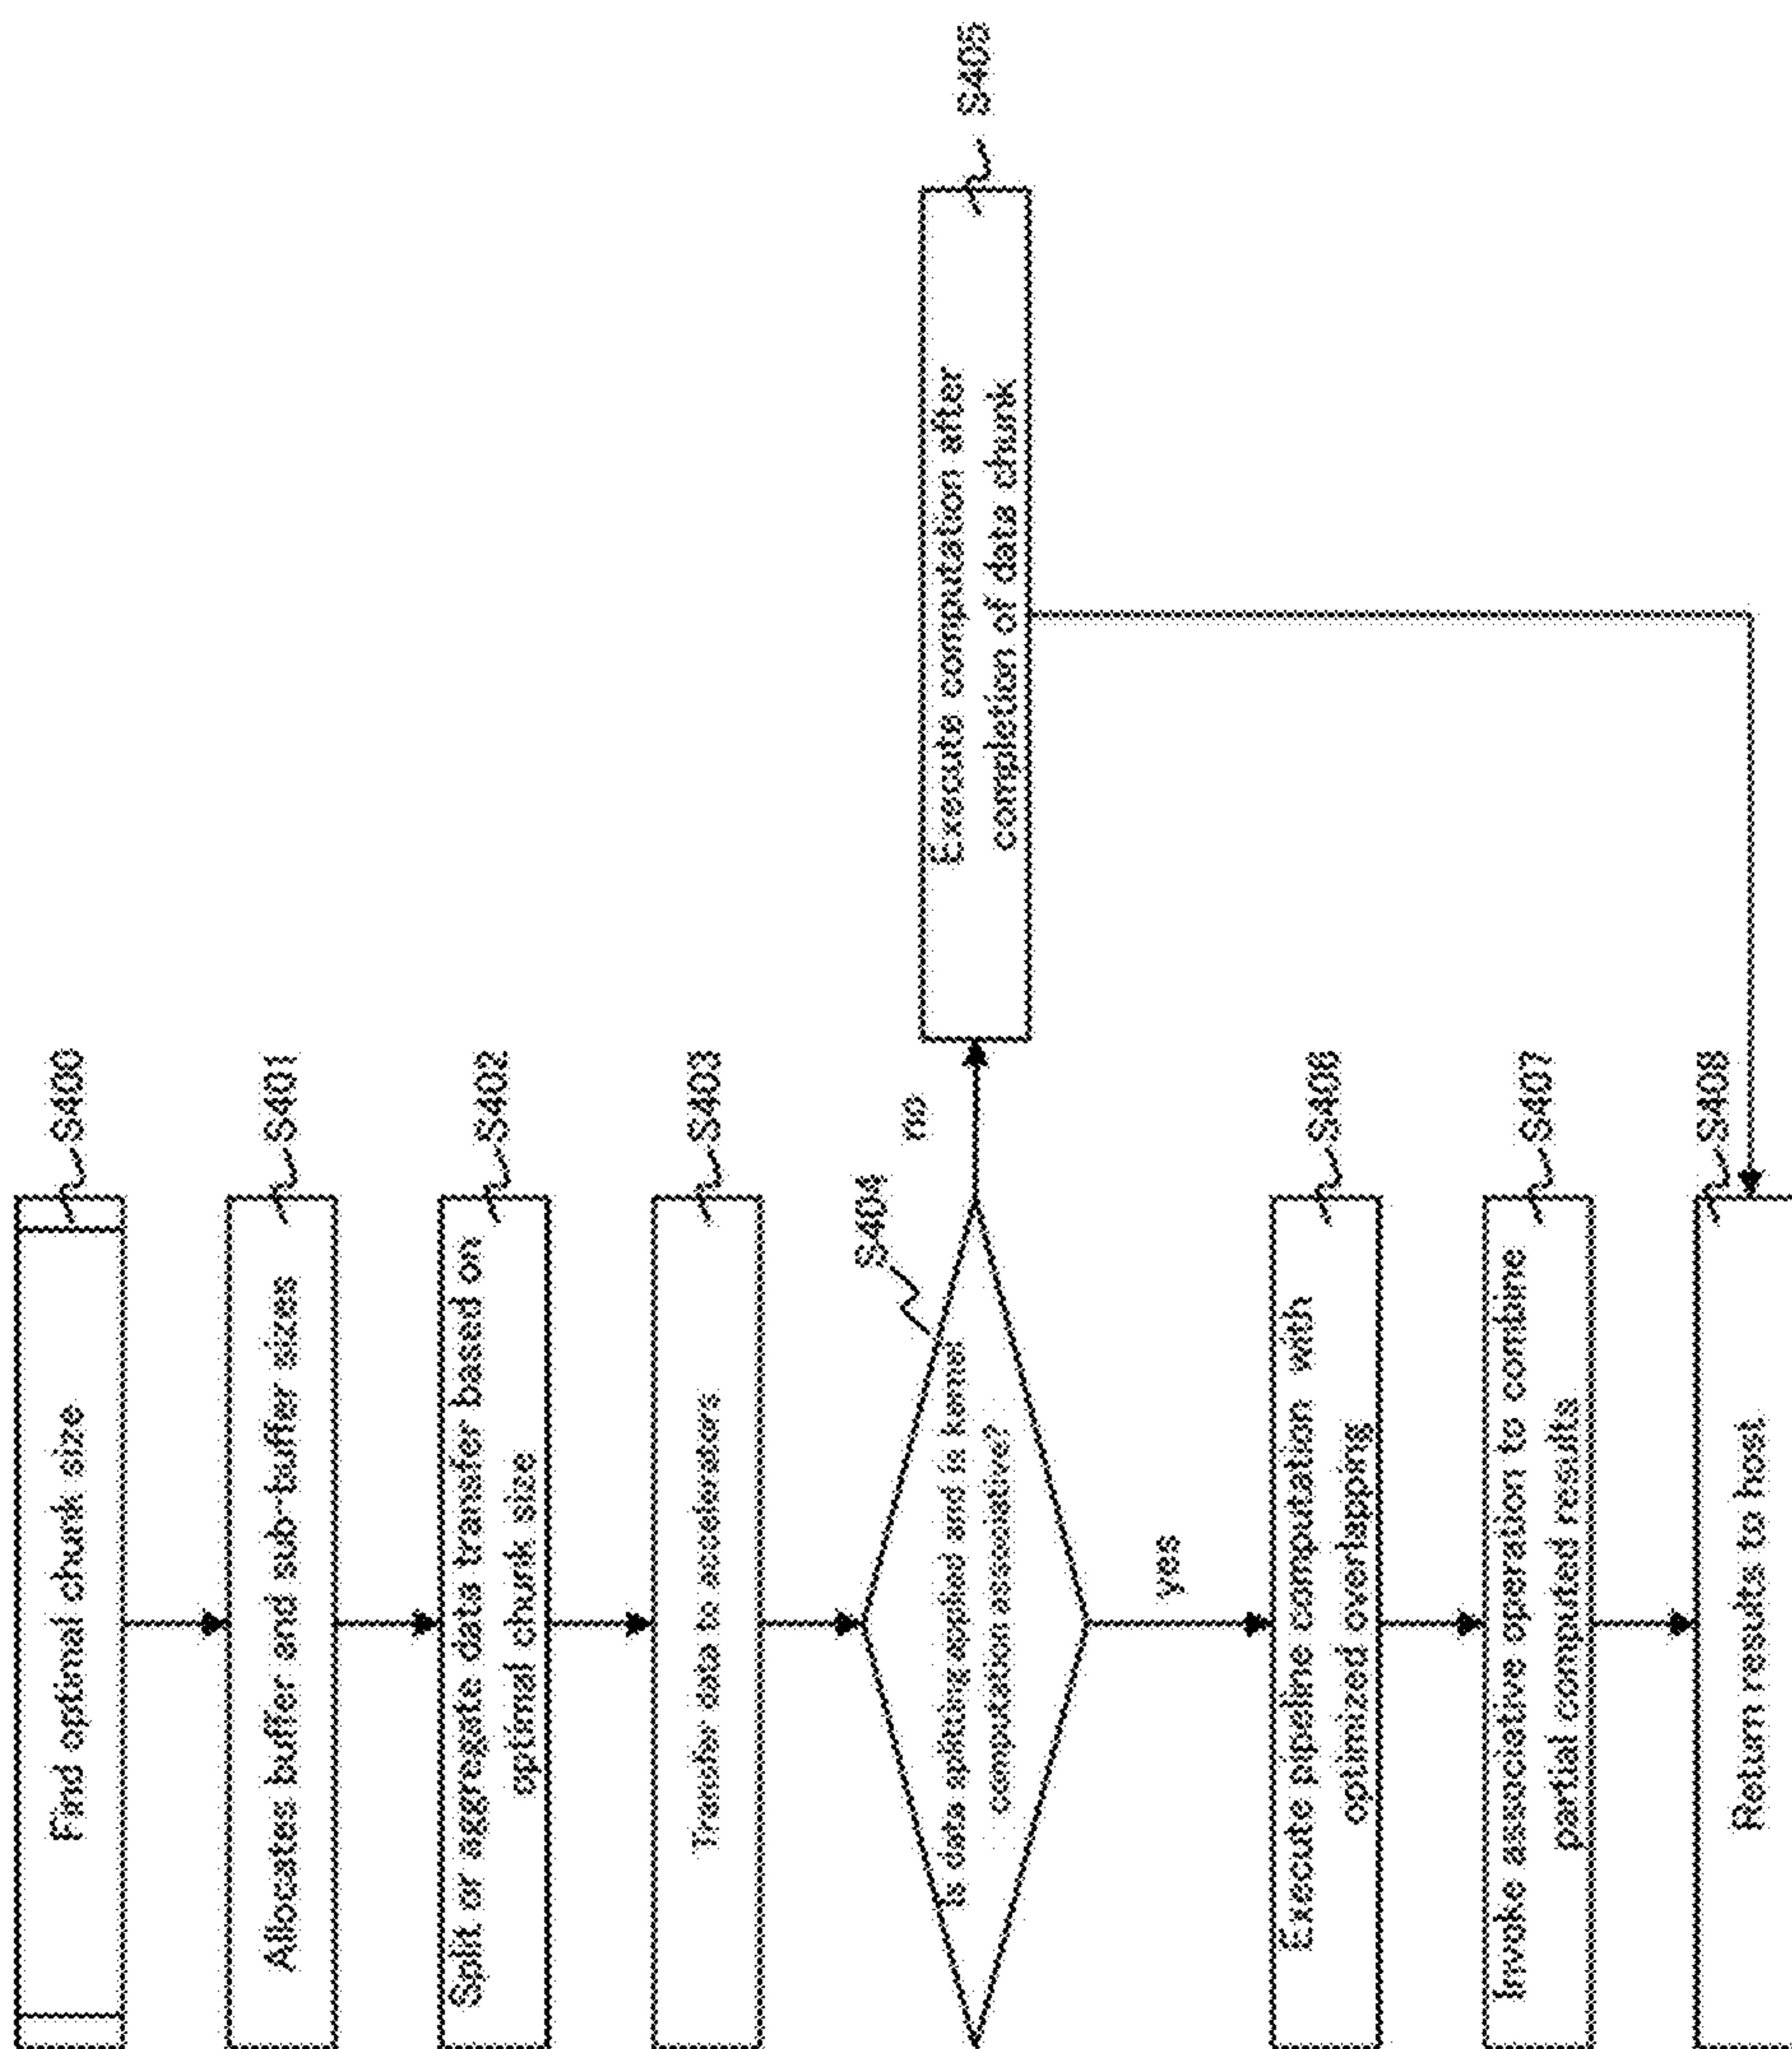 Find optimal chunk size
S400
Allocates buffer and sub-buffer sizes
S401
Split or aggregate data transfer based on
optimal chunk size
S402
Transfer data to accelerators
S403
Is data splitting applied and is kernel
computation associative?
S404
no
Execute computation after
completion of data chunk
S405
yes
Execute pipeline computation with
optimized overlapping
S406
Invoke associative operation to combine
partial computed results
S407
Return results to host
S408